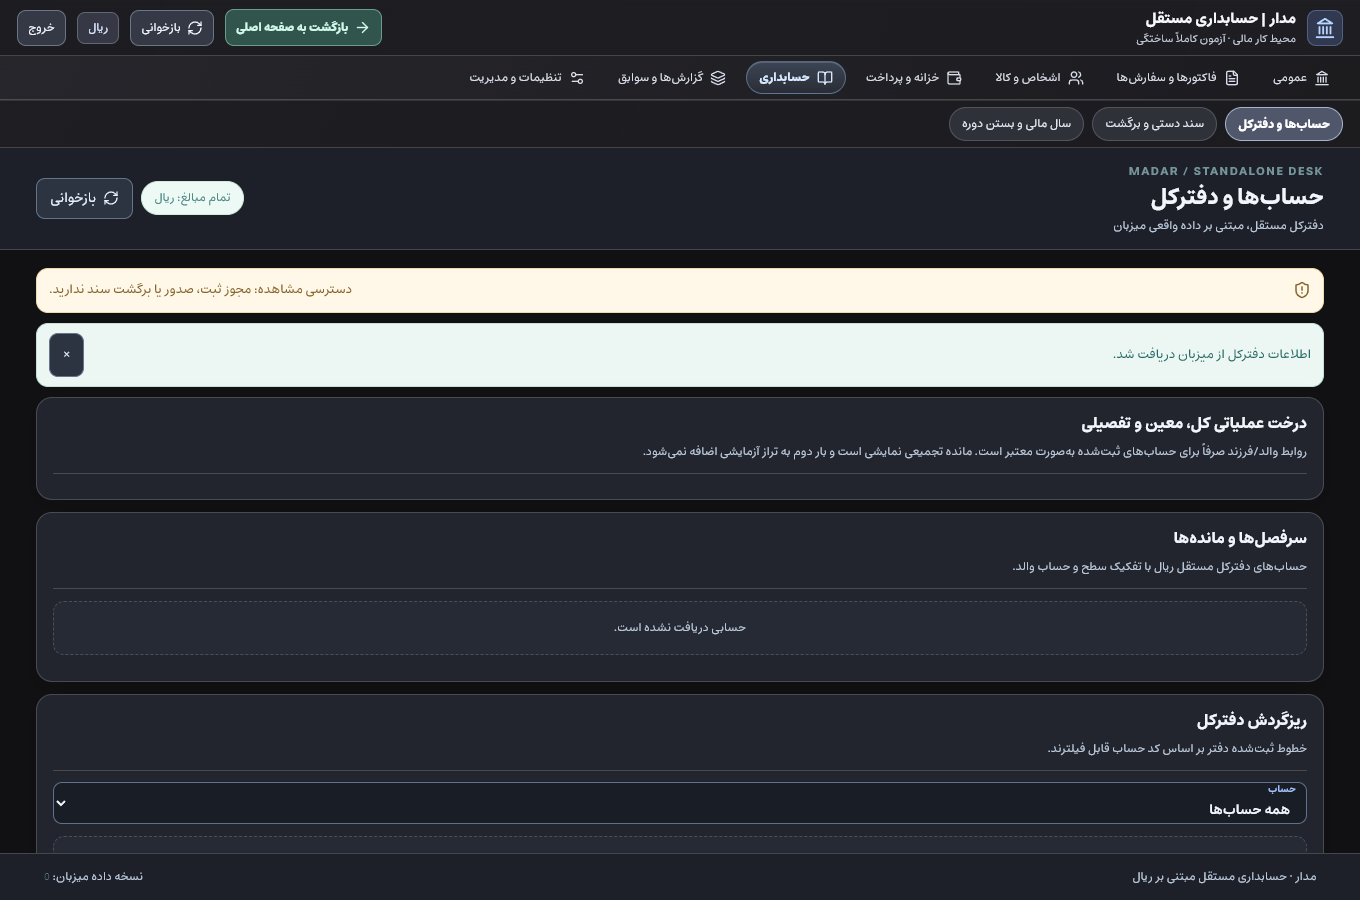 مدار | حسابداری مستقل
محیط کار مالی · آزمون کاملاً ساختگی
بازگشت به صفحه اصلی
بازخوانی
ریال
خروج
عمومی
فاکتورها و سفارش‌ها
اشخاص و کالا
خزانه و پرداخت
حسابداری
گزارش‌ها و سوابق
تنظیمات و مدیریت
حساب‌ها و دفترکل
سند دستی و برگشت
سال مالی و بستن دوره
MADAR / STANDALONE DESK
حساب‌ها و دفترکل
دفترکل مستقل، مبتنی بر داده واقعی میزبان
تمام مبالغ: ریال
بازخوانی
دسترسی مشاهده: مجوز ثبت، صدور یا برگشت سند ندارید.
اطلاعات دفترکل از میزبان دریافت شد.
×
درخت عملیاتی کل، معین و تفصیلی
روابط والد/فرزند صرفاً برای حساب‌های ثبت‌شده به‌صورت معتبر است. مانده تجمیعی نمایشی است و بار دوم به تراز آزمایشی اضافه نمی‌شود.
سرفصل‌ها و مانده‌ها
حساب‌های دفترکل مستقل ریال با تفکیک سطح و حساب والد.
حسابی دریافت نشده است.
ریزگردش دفترکل
خطوط ثبت‌شده دفتر بر اساس کد حساب قابل فیلترند.
حساب
همه حساب‌ها
مدار · حسابداری مستقل مبتنی بر ریال
نسخه داده میزبان: